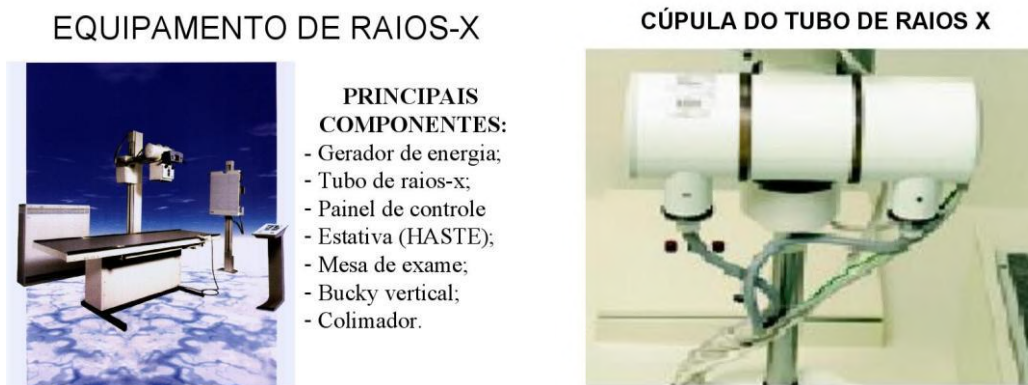 EQUIPAMENTO DE RAIOS-X
PRINCIPAIS
COMPONENTES:
- Gerador de energia;
- Tubo de raios-x;
- Painel de controle
- Estativa (HASTE);
- Mesa de exame;
- Bucky vertical;
- Colimador.
CÚPULA DO TUBO DE RAIOS X